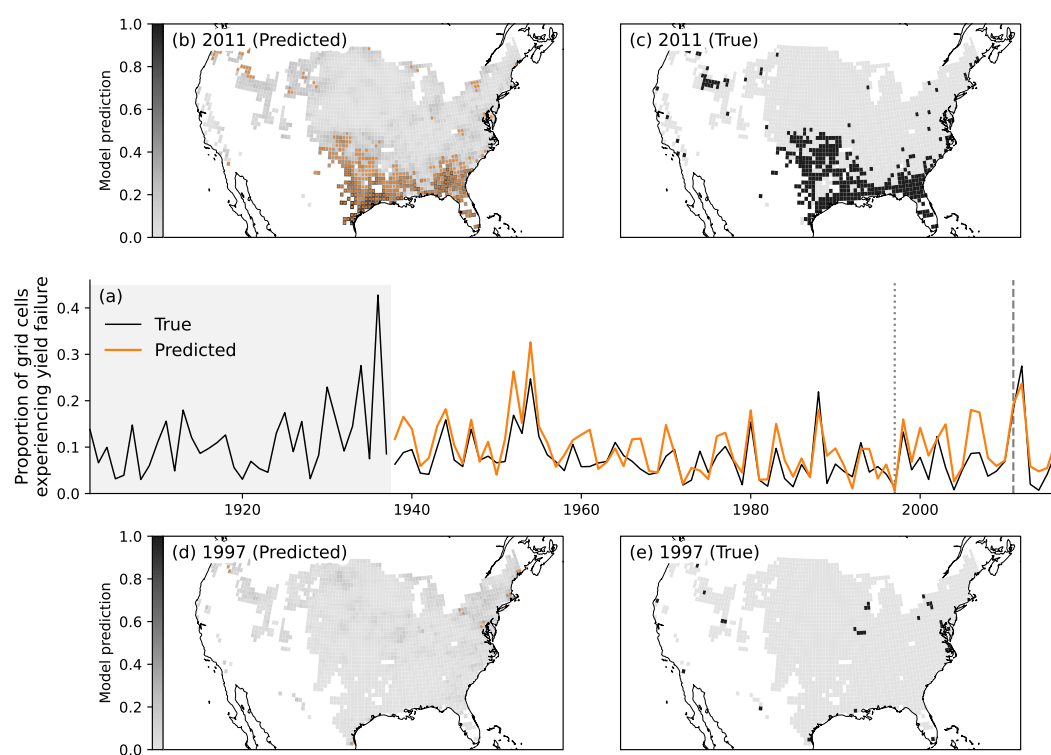 (b) 2011 (Predicted)
(c) 2011 (True)
Model prediction
1.0
0.8
0.6
0.4
0.2
0.0
(a)
True
Predicted
Proportion of grid cells
experiencing yield failure
0.4
0.3
0.2
0.1
0.0
1920
1940
1960
1980
2000
(d) 1997 (Predicted)
(e) 1997 (True)
Model prediction
1.0
0.8
0.6
0.4
0.2
0.0